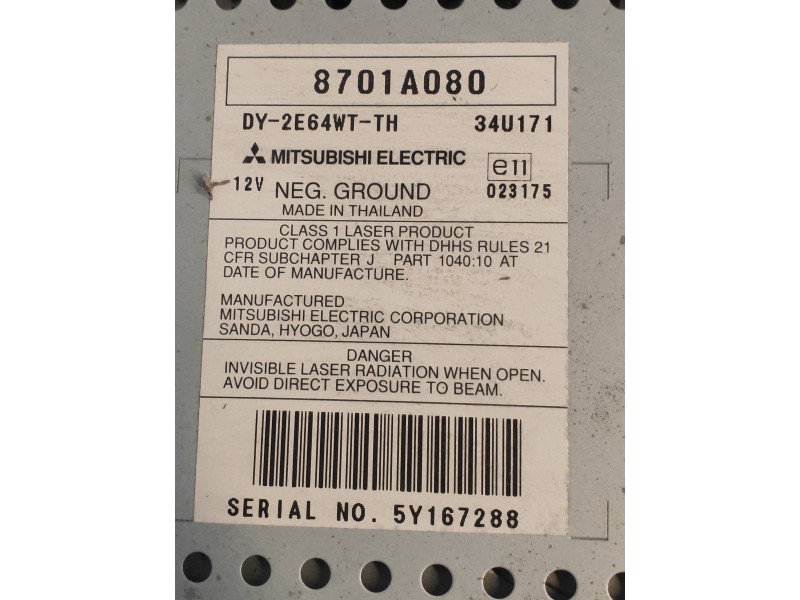 8701A080
DY-2E64WT-TH 34U171
MITSUBISHI ELECTRIC e11
12V NEG. GROUND 023175
MADE IN THAILAND
CLASS 1 LASER PRODUCT
PRODUCT COMPLIES WITH DHHS RULES 21
CFR SUBCHAPTER J PART 1040:10 AT
DATE OF MANUFACTURE.
MANUFACTURED
MITSUBISHI ELECTRIC CORPORATION
SANDA, HYOGO, JAPAN
DANGER
INVISIBLE LASER RADIATION WHEN OPEN.
AVOID DIRECT EXPOSURE TO BEAM.
SERIAL NO. 5Y167288